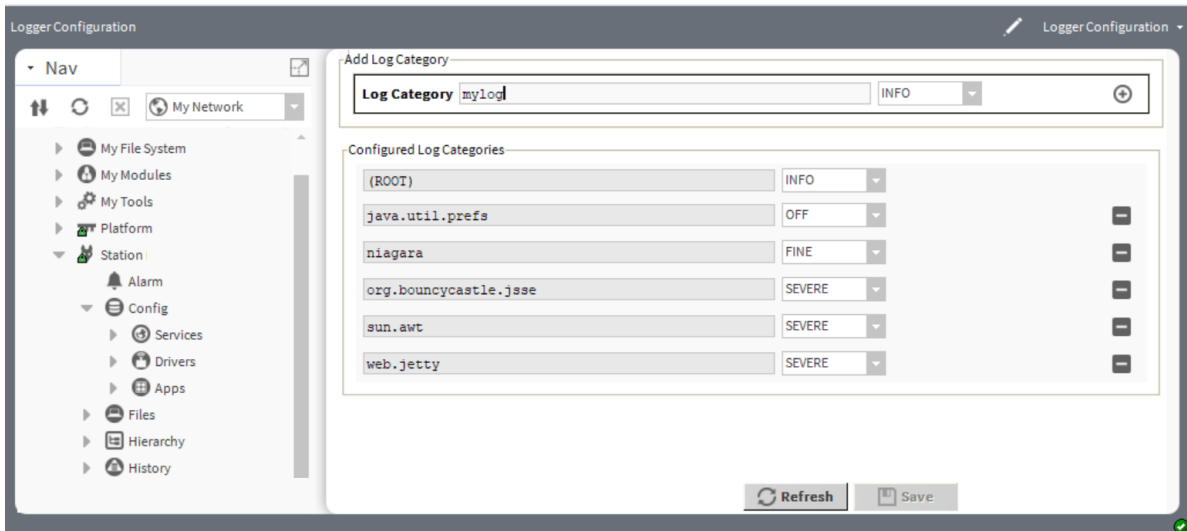 Logger Configuration
Logger Configuration
Nav
My Network
My File System
My Modules
My Tools
Platform
Station
Alarm
Config
Services
Drivers
Apps
Files
Hierarchy
History
Add Log Category
Log Category mylog INFO
Configured Log Categories
(ROOT) INFO
java.util.prefs OFF
niagara FINE
org.bouncycastle.jsse SEVERE
sun.awt SEVERE
web.jetty SEVERE
Refresh Save